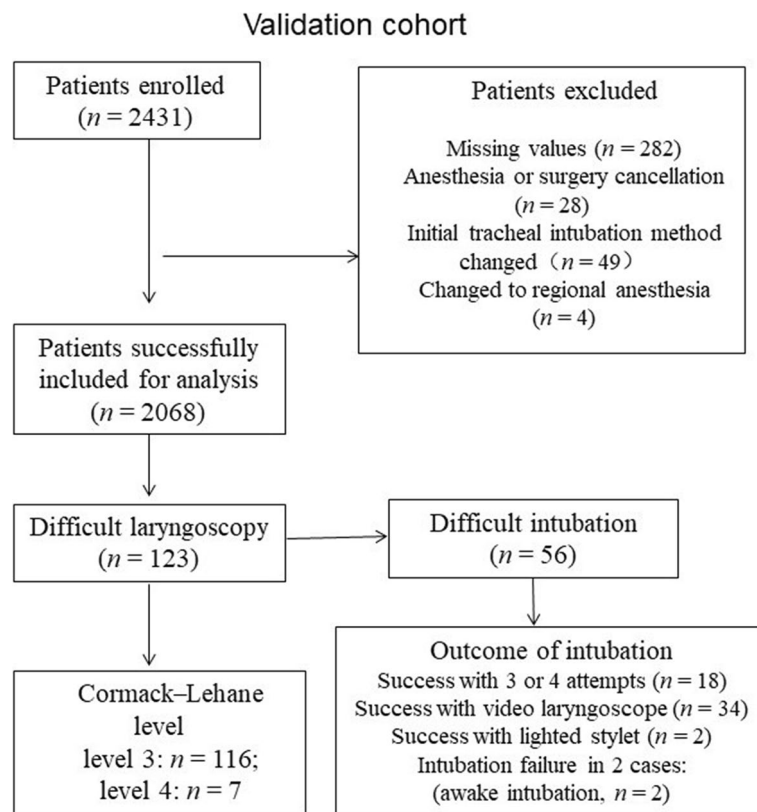 Validation cohort
Patients enrolled
(n = 2431)
Patients excluded
Missing values (n = 282)
Anesthesia or surgery cancellation
(n = 28)
Initial tracheal intubation method
changed（n = 49）
Changed to regional anesthesia
(n = 4)
Patients successfully
included for analysis
(n = 2068)
Difficult laryngoscopy
(n = 123)
Difficult intubation
(n = 56)
Cormack–Lehane
level
level 3: n = 116;
level 4: n = 7
Outcome of intubation
Success with 3 or 4 attempts (n = 18)
Success with video laryngoscope (n = 34)
Success with lighted stylet (n = 2)
Intubation failure in 2 cases:
(awake intubation, n = 2)